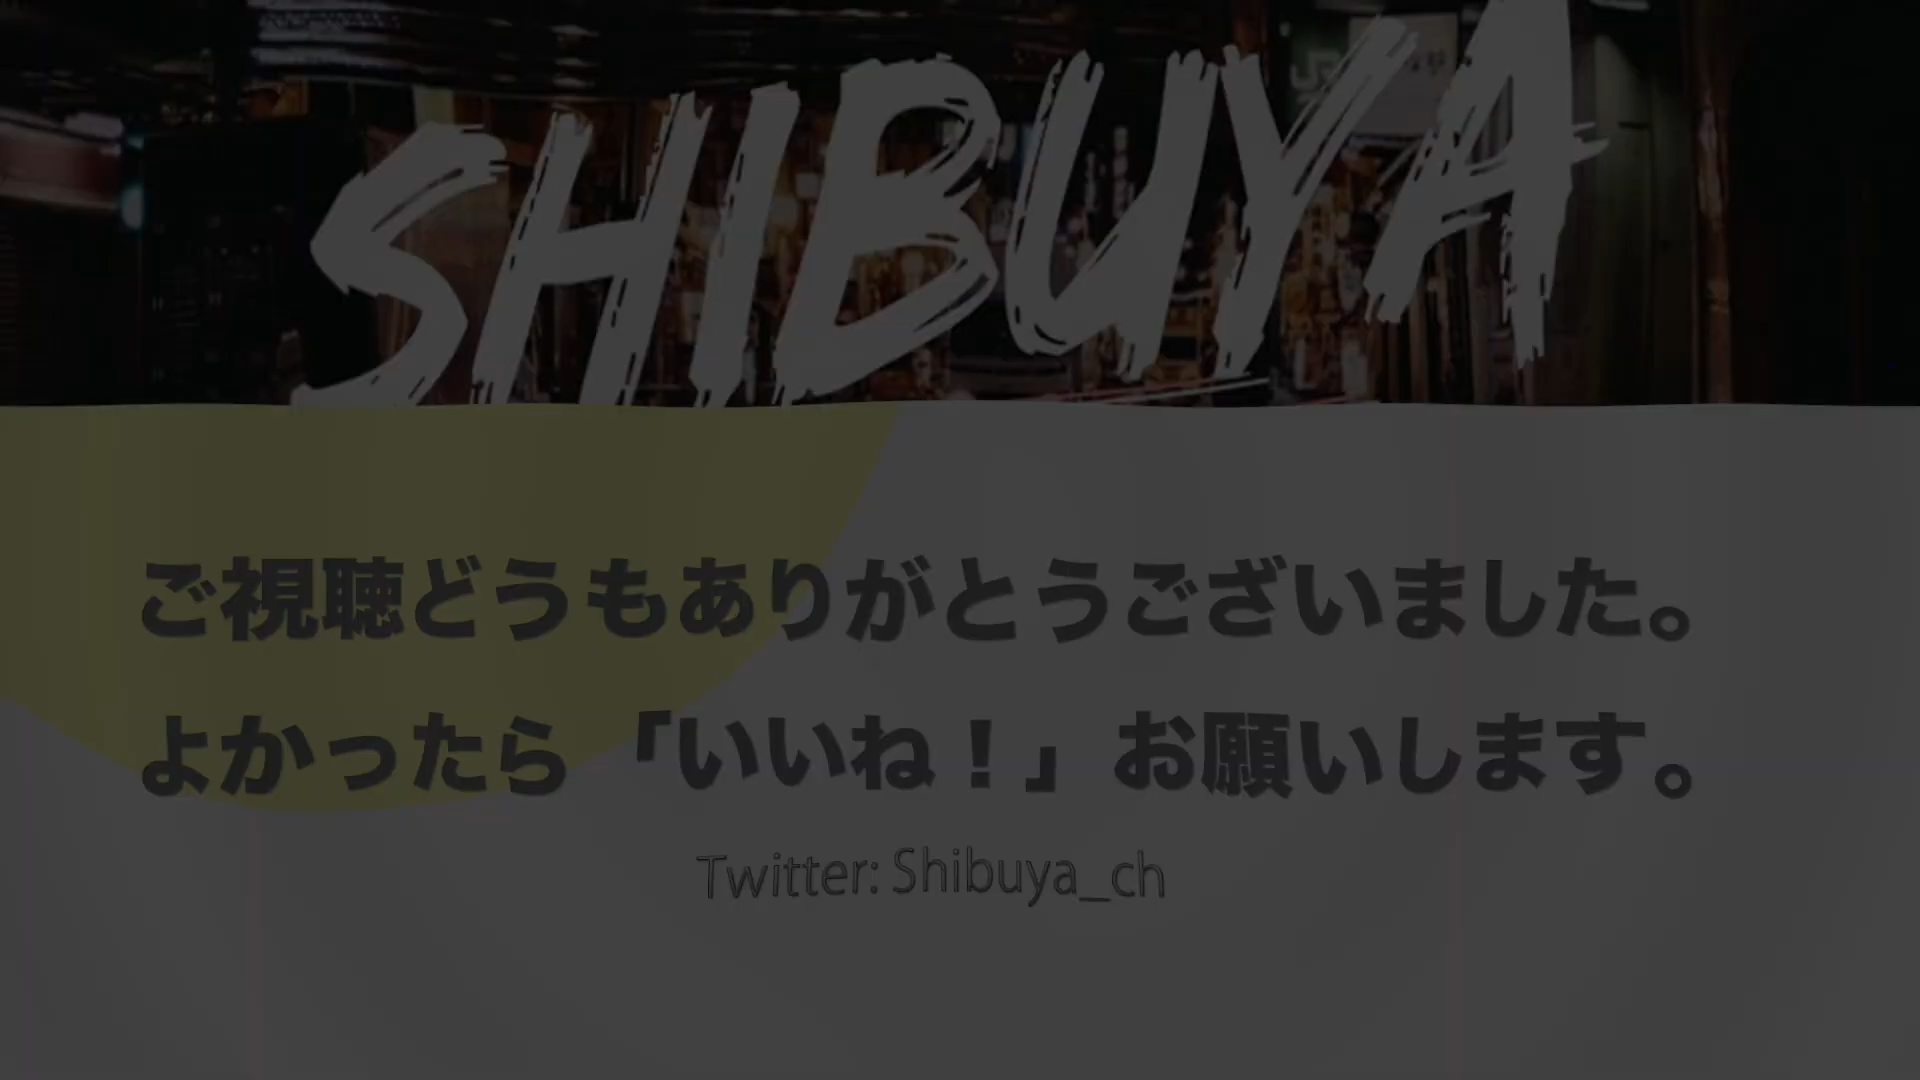 SHIBUYA
ご視聴どうもありがとうございました。
よかったら「いいね！」お願いします。
Twitter: Shibuya_ch